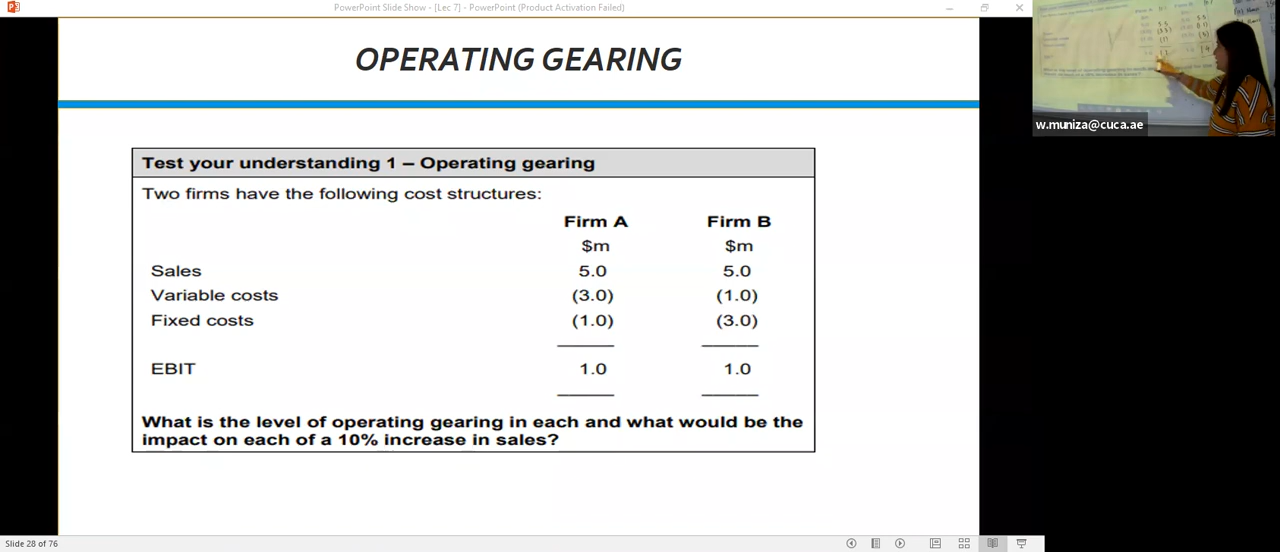 PowerPoint Slide Show - [Lec 7] - PowerPoint (Product Activation Failed)
OPERATING GEARING
w.muniza@cuca.ae
Test your understanding 1 – Operating gearing
Two firms have the following cost structures:
Firm A Firm B
$m $m
Sales 5.0 5.0
Variable costs (3.0) (1.0)
Fixed costs (1.0) (3.0)
EBIT 1.0 1.0
What is the level of operating gearing in each and what would be the
impact on each of a 10% increase in sales?
Slide 28 of 76